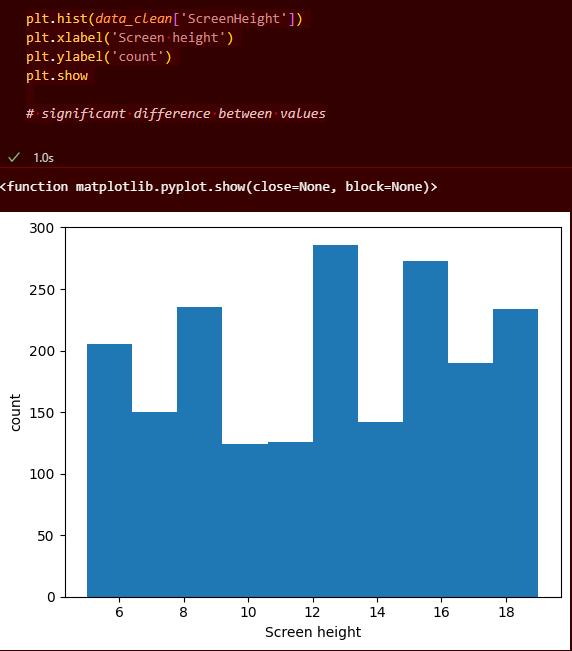 plt.hist(data_clean['ScreenHeight'])
plt.xlabel('Screen height')
plt.ylabel('count')
plt.show
# significant difference between values
1.0s
<function matplotlib.pyplot.show(close=None, block=None)>
300
250
200
150
100
50
0
count
6 8 10 12 14 16 18
Screen height